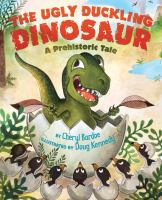 THE UGLY DUCKLING
DINOSAUR
A Prehistoric Tale
BY Cheryl Bardoe
ILLUSTRATED BY Doug Kennedy